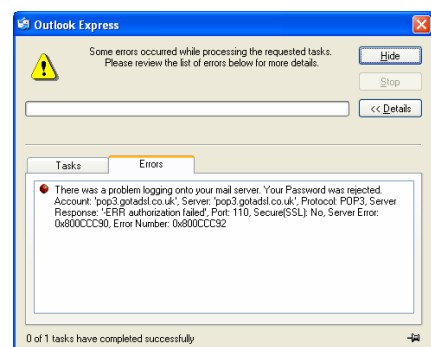 Outlook Express
Some errors occurred while processing the requested tasks.
Please review the list of errors below for more details.
Hide
Stop
<< Details
Tasks
Errors
There was a problem logging onto your mail server. Your Password was rejected.
Account: 'pop3.gotadsl.co.uk', Server: 'pop3.gotadsl.co.uk', Protocol: POP3, Server
Response: '-ERR authorization failed', Port: 110, Secure(SSL): No, Server Error:
0x800CCC90, Error Number: 0x800CCC92
0 of 1 tasks have completed successfully